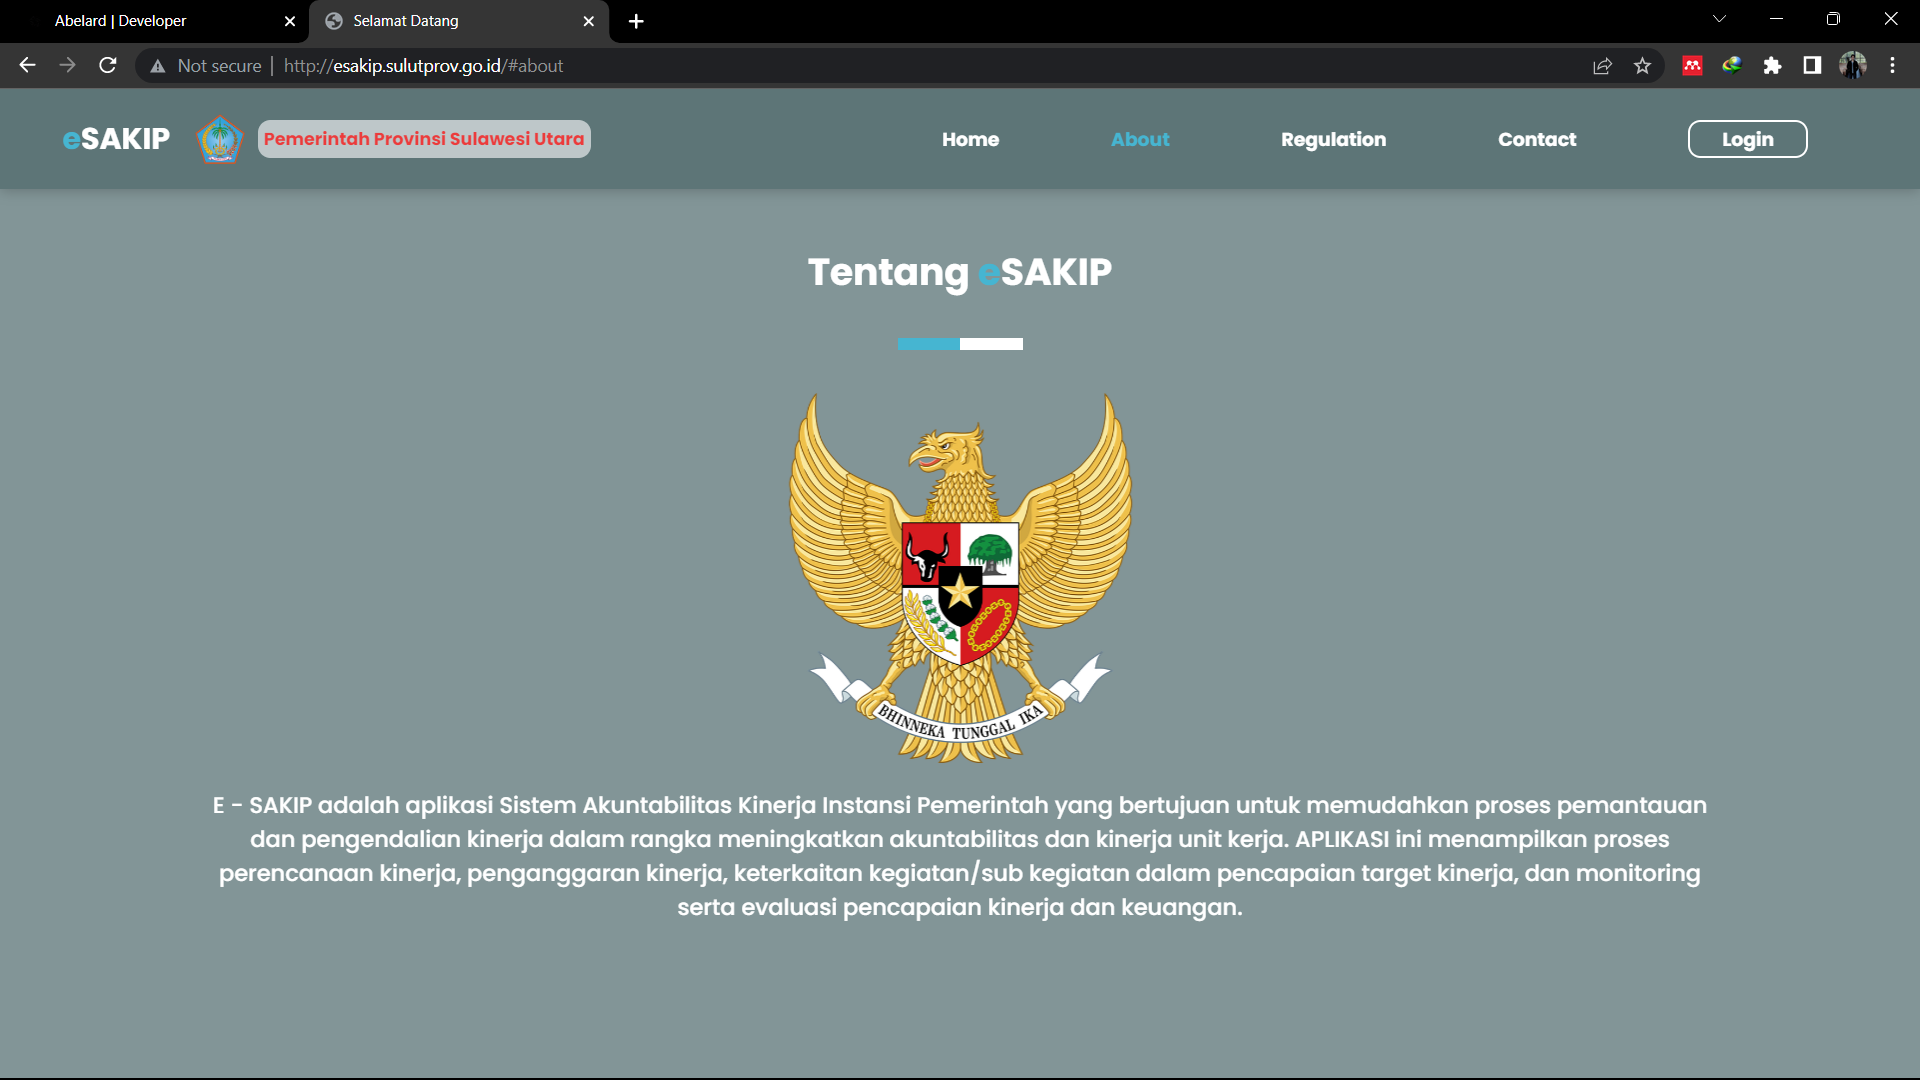 Abelard | Developer
Selamat Datang
Not secure | http://esakip.sulutprov.go.id/#about
eSAKIP
Pemerintah Provinsi Sulawesi Utara
Home
About
Regulation
Contact
Login
Tentang eSAKIP
BHINNEKA TUNGGAL IKA
E - SAKIP adalah aplikasi Sistem Akuntabilitas Kinerja Instansi Pemerintah yang bertujuan untuk memudahkan proses pemantauan
dan pengendalian kinerja dalam rangka meningkatkan akuntabilitas dan kinerja unit kerja. APLIKASI ini menampilkan proses
perencanaan kinerja, penganggaran kinerja, keterkaitan kegiatan/sub kegiatan dalam pencapaian target kinerja, dan monitoring
serta evaluasi pencapaian kinerja dan keuangan.